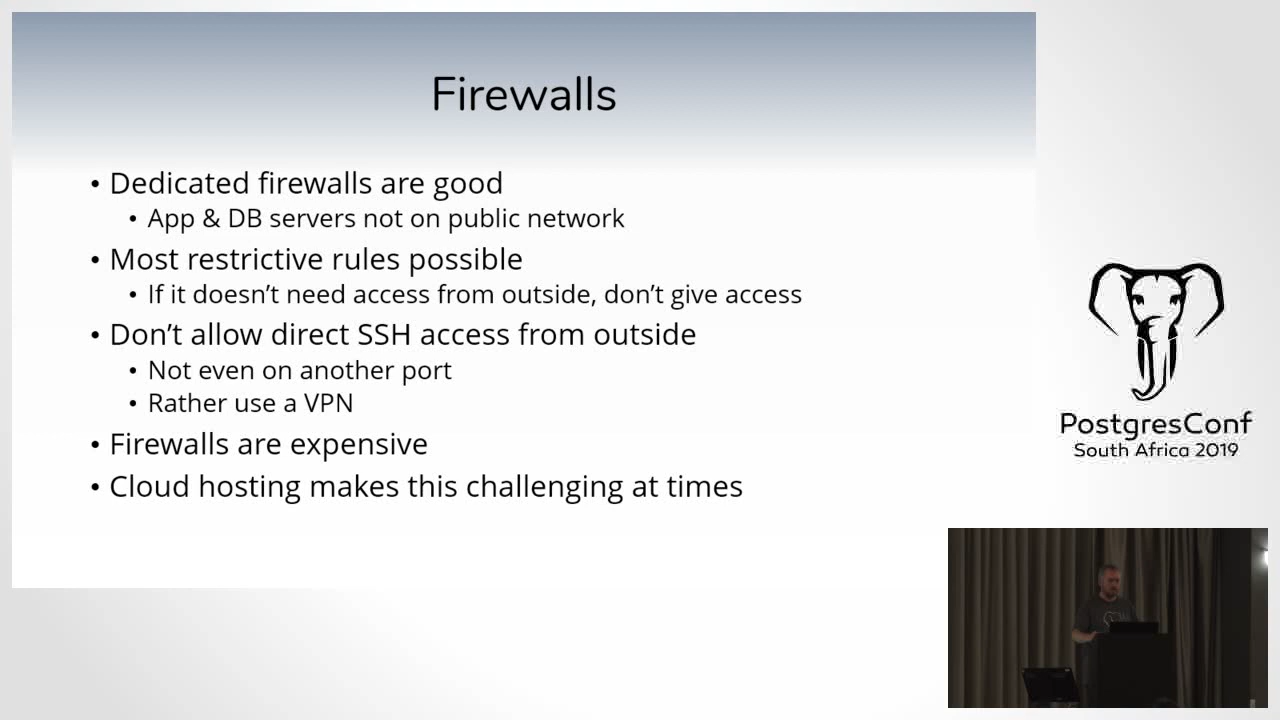 Firewalls
• Dedicated firewalls are good
• App & DB servers not on public network
• Most restrictive rules possible
• If it doesn’t need access from outside, don’t give access
• Don’t allow direct SSH access from outside
• Not even on another port
• Rather use a VPN
• Firewalls are expensive
• Cloud hosting makes this challenging at times
PostgresConf
South Africa 2019